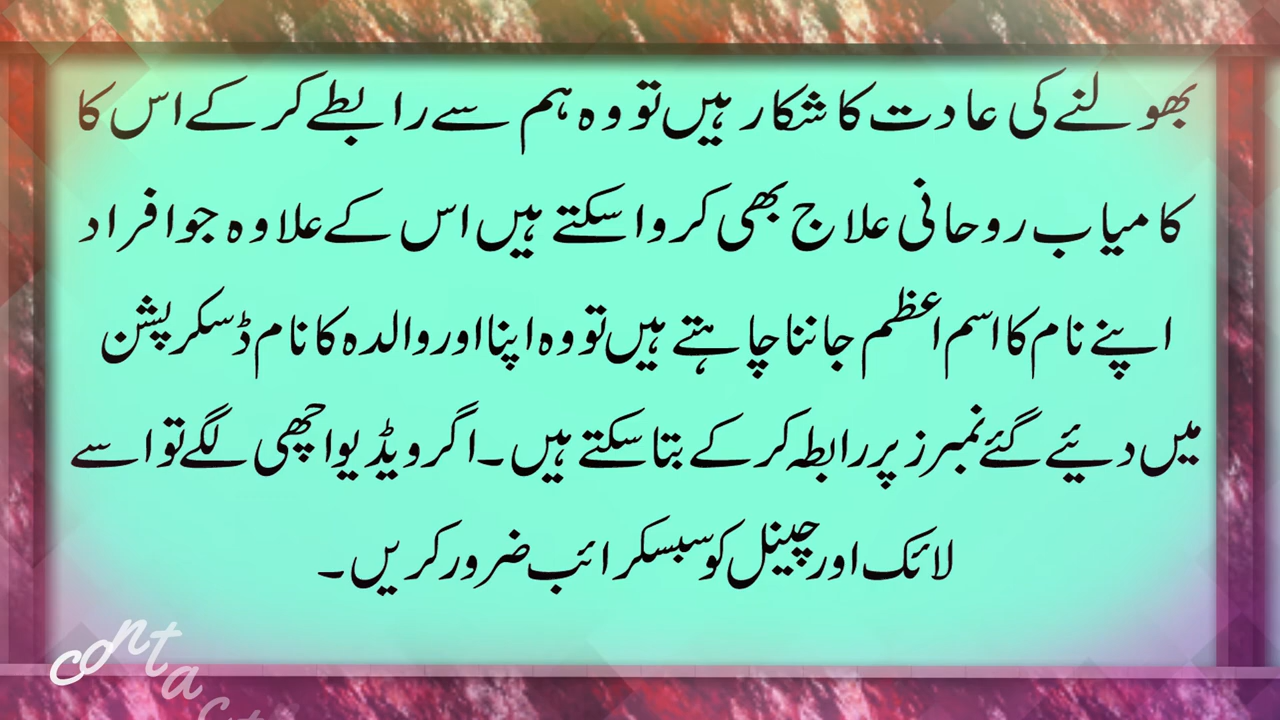 بھولنے کی عادت کا شکار ہیں تو وہ ہم سے رابطے کر کے اس کا
کامیاب روحانی علاج بھی کروا سکتے ہیں اس کے علاوہ جو افراد
اپنے نام کا اسم اعظم جاننا چاہتے ہیں تو وہ اپنا اور والدہ کا نام ڈسکرپشن
میں دئیے گئے نمبرز پر رابطہ کر کے بتا سکتے ہیں۔ اگر ویڈیو اچھی لگے تو اسے
لائک اور چینل کو سبسکرائب ضرور کریں۔